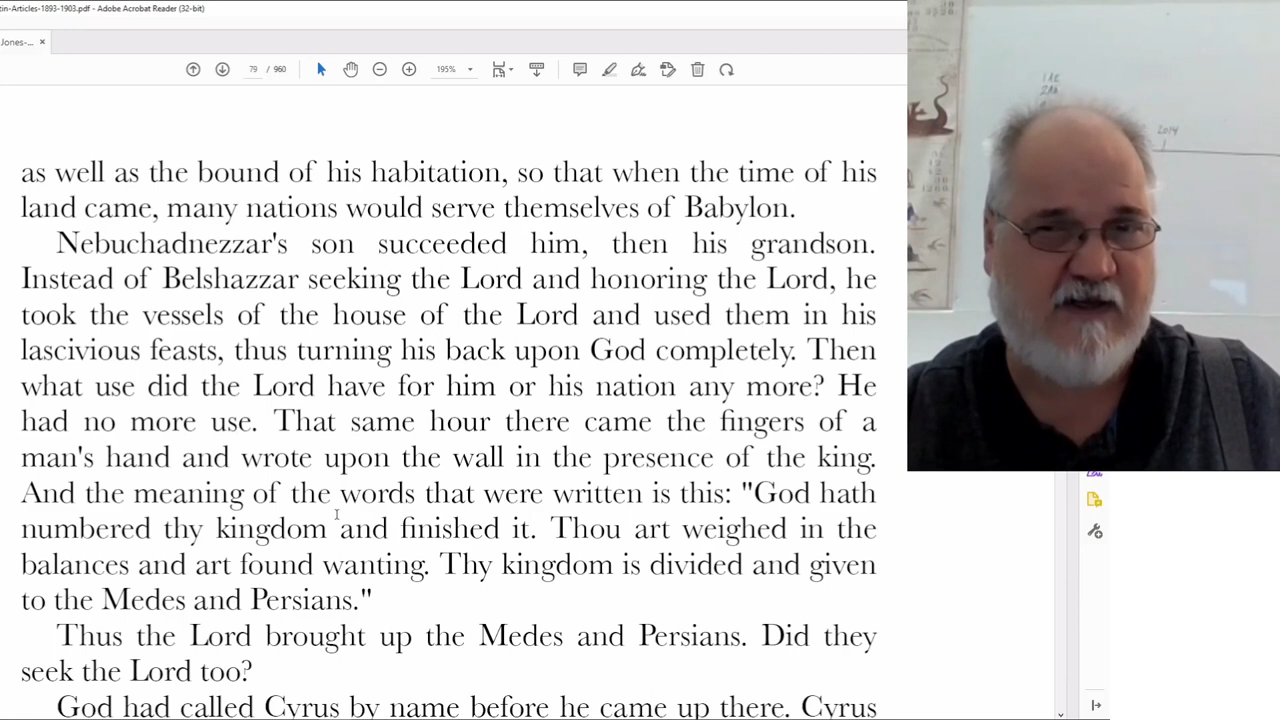 tin-Articles-1893-1903.pdf - Adobe Acrobat Reader (32-bit)
Jones-... ×
79 / 960
195%
as well as the bound of his habitation, so that when the time of his
land came, many nations would serve themselves of Babylon.
Nebuchadnezzar's son succeeded him, then his grandson.
Instead of Belshazzar seeking the Lord and honoring the Lord, he
took the vessels of the house of the Lord and used them in his
lascivious feasts, thus turning his back upon God completely. Then
what use did the Lord have for him or his nation any more? He
had no more use. That same hour there came the fingers of a
man's hand and wrote upon the wall in the presence of the king.
And the meaning of the words that were written is this: "God hath
numbered thy kingdom and finished it. Thou art weighed in the
balances and art found wanting. Thy kingdom is divided and given
to the Medes and Persians."
Thus the Lord brought up the Medes and Persians. Did they
seek the Lord too?
God had called Cyrus by name before he came up there. Cyrus
2014